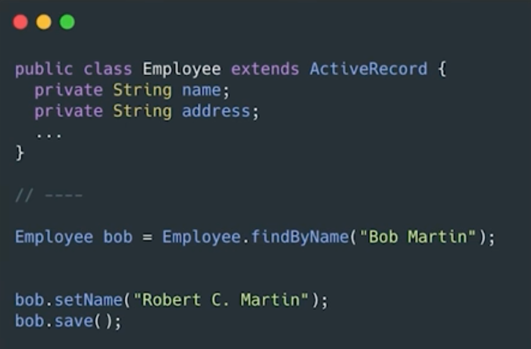 public class Employee extends ActiveRecord {
  private String name;
  private String address;
  ...
}
// ----
Employee bob = Employee.findByName("Bob Martin");
bob.setName("Robert C. Martin");
bob.save();